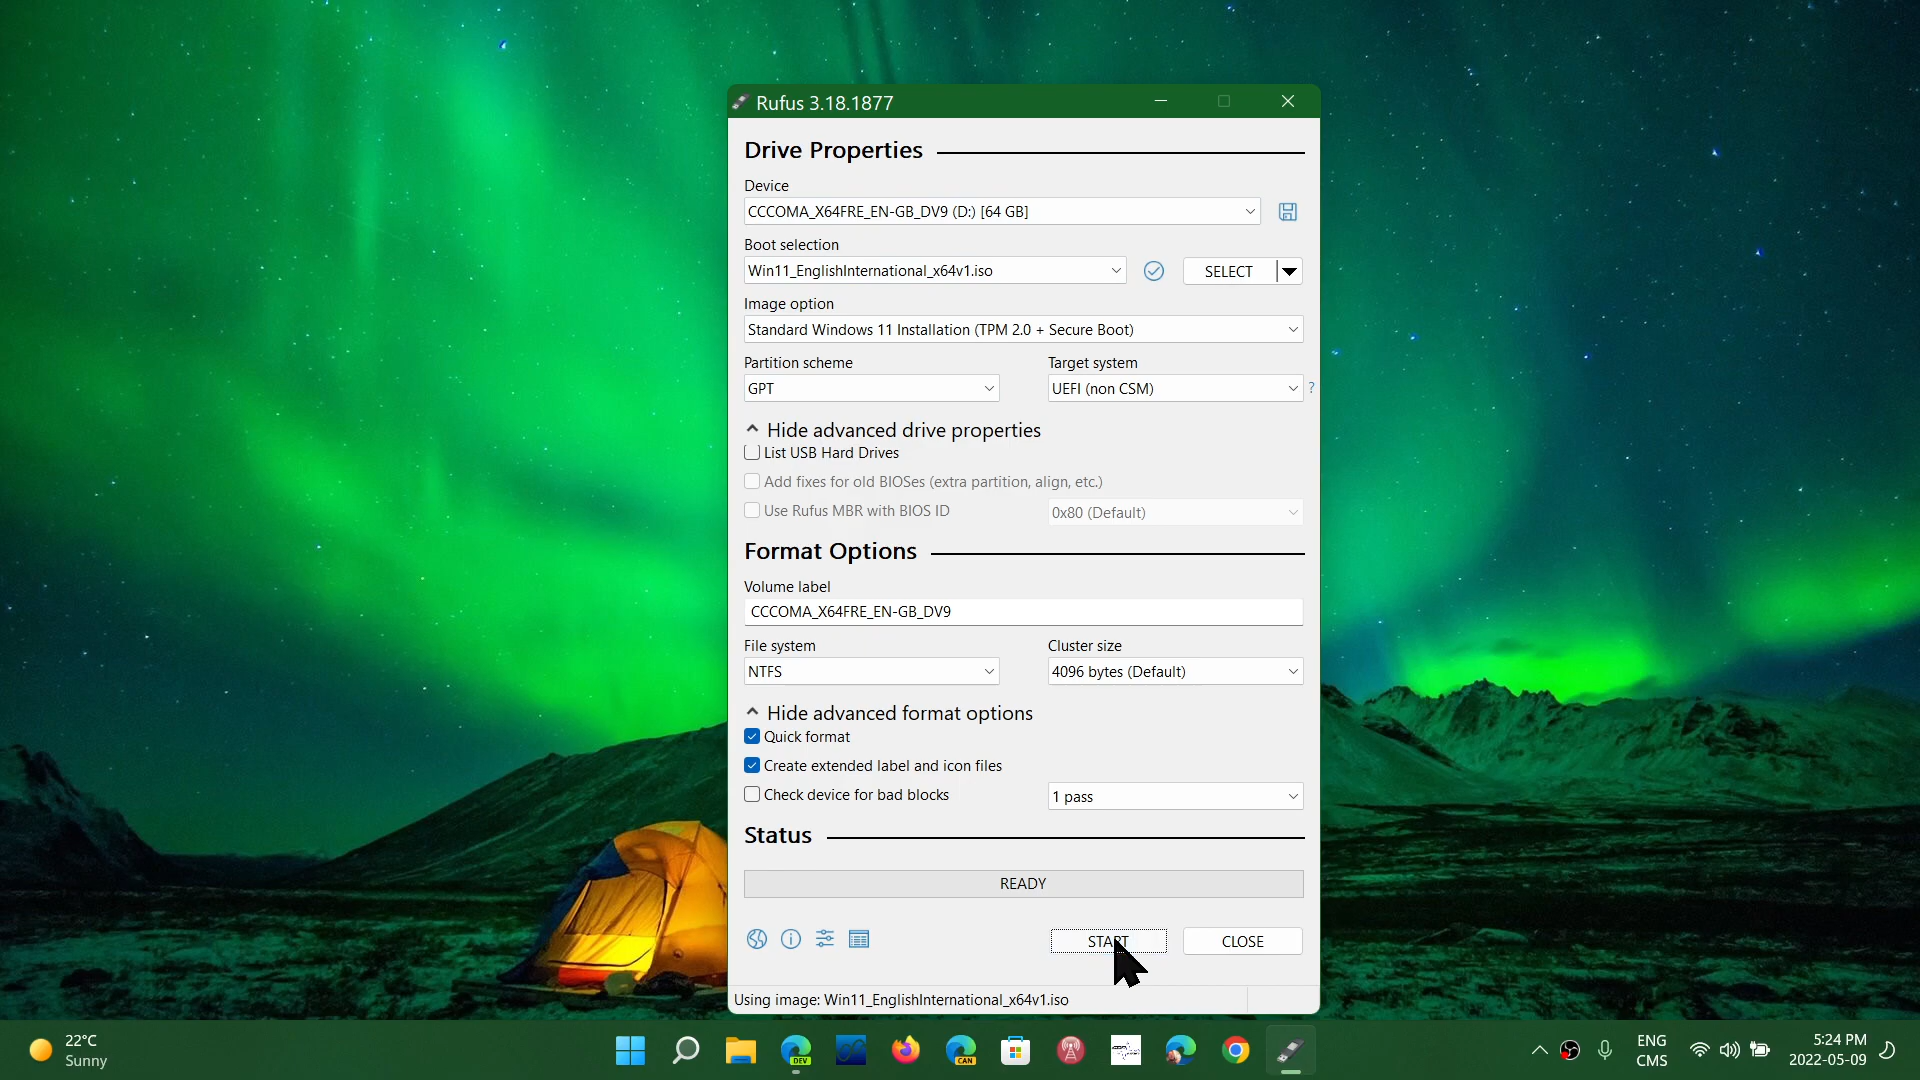 Rufus 3.18.1877
Drive Properties
Device
CCCOMA_X64FRE_EN-GB_DV9 (D:) [64 GB]
Boot selection
Win11_EnglishInternational_x64v1.iso
SELECT
Image option
Standard Windows 11 Installation (TPM 2.0 + Secure Boot)
Partition scheme
Target system
GPT
UEFI (non CSM)
?
Hide advanced drive properties
List USB Hard Drives
Add fixes for old BIOSes (extra partition, align, etc.)
Use Rufus MBR with BIOS ID
0x80 (Default)
Format Options
Volume label
CCCOMA_X64FRE_EN-GB_DV9
File system
Cluster size
NTFS
4096 bytes (Default)
Hide advanced format options
Quick format
Create extended label and icon files
Check device for bad blocks
1 pass
Status
READY
START
CLOSE
Using image: Win11_EnglishInternational_x64v1.iso
22°C
Sunny
DEV
CAN
ENG
CMS
5:24 PM
2022-05-09